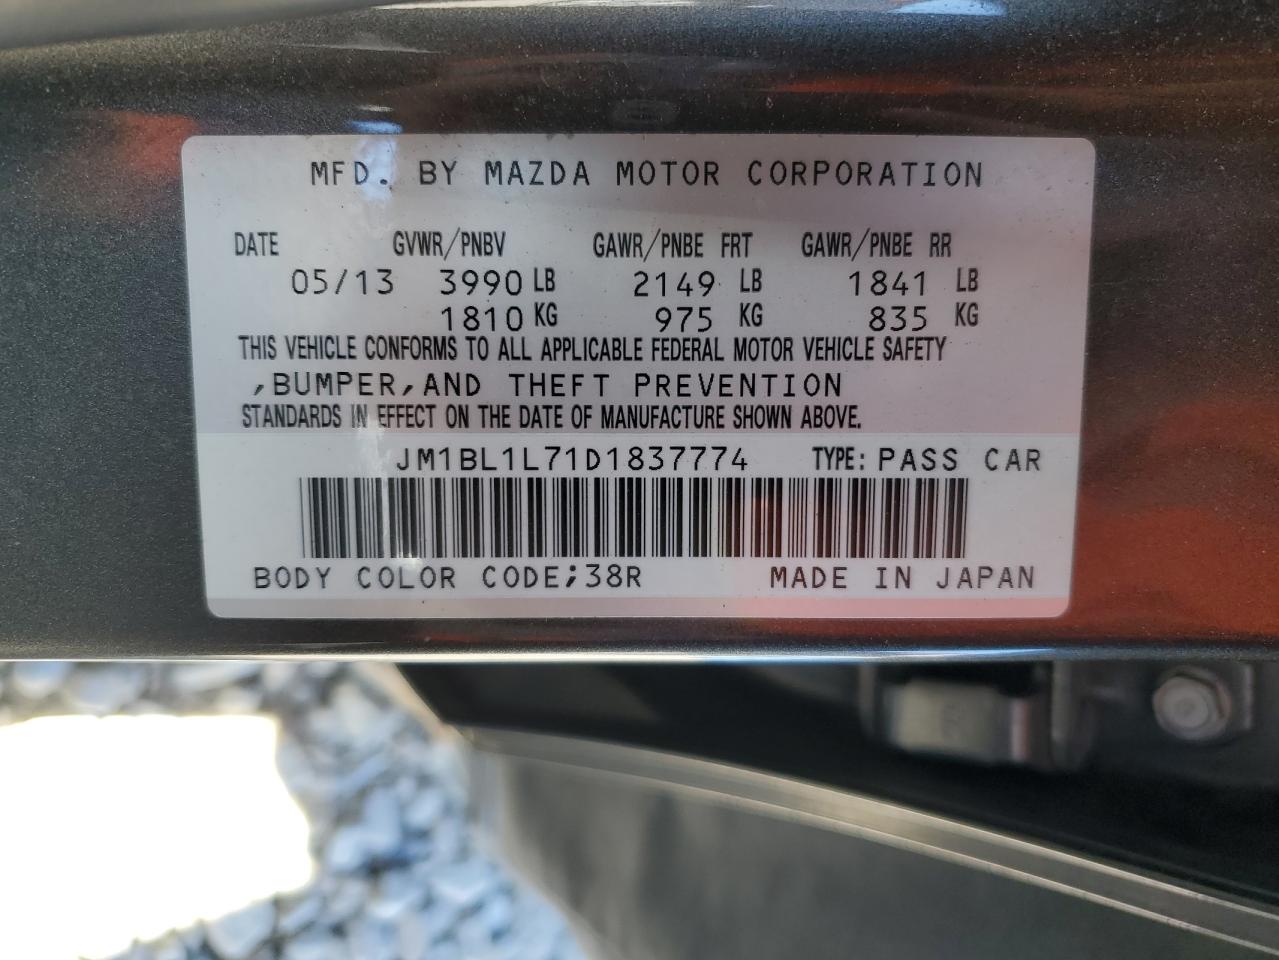 MFD. BY MAZDA MOTOR CORPORATION
DATE GVWR/PNBV GAWR/PNBE FRT GAWR/PNBE RR
05/13 3990 LB 2149 LB 1841 LB
1810 KG 975 KG 835 KG
THIS VEHICLE CONFORMS TO ALL APPLICABLE FEDERAL MOTOR VEHICLE SAFETY
,BUMPER,AND THEFT PREVENTION
STANDARDS IN EFFECT ON THE DATE OF MANUFACTURE SHOWN ABOVE.
JM1BL1L71D1837774 TYPE: PASS CAR
BODY COLOR CODE;38R MADE IN JAPAN